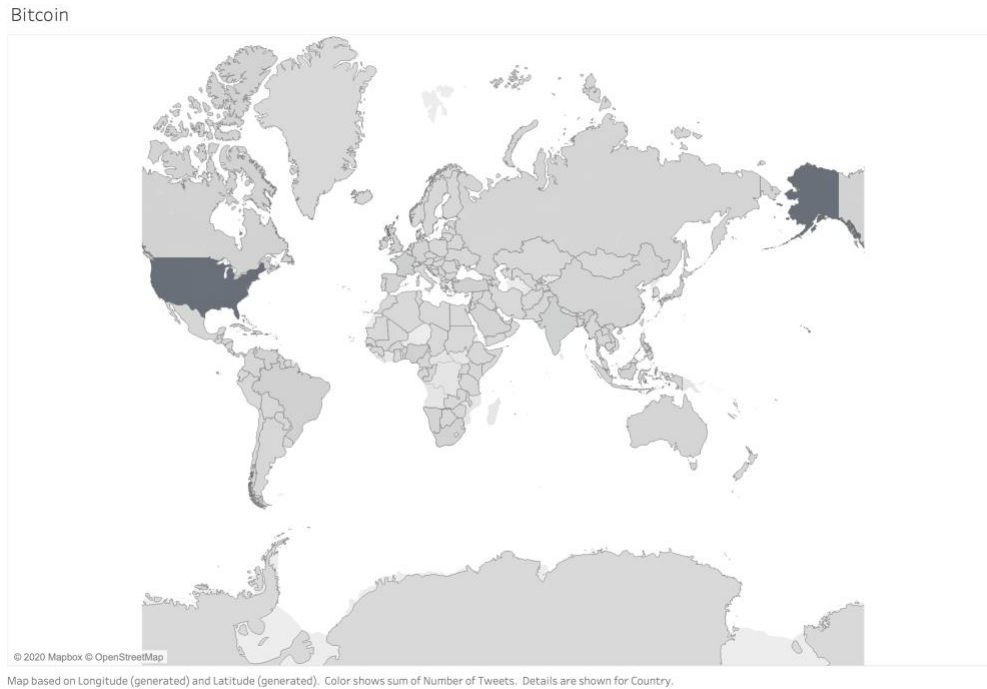 Bitcoin
© 2020 Mapbox © OpenStreetMap
Map based on Longitude (generated) and Latitude (generated). Color shows sum of Number of Tweets. Details are shown for Country.